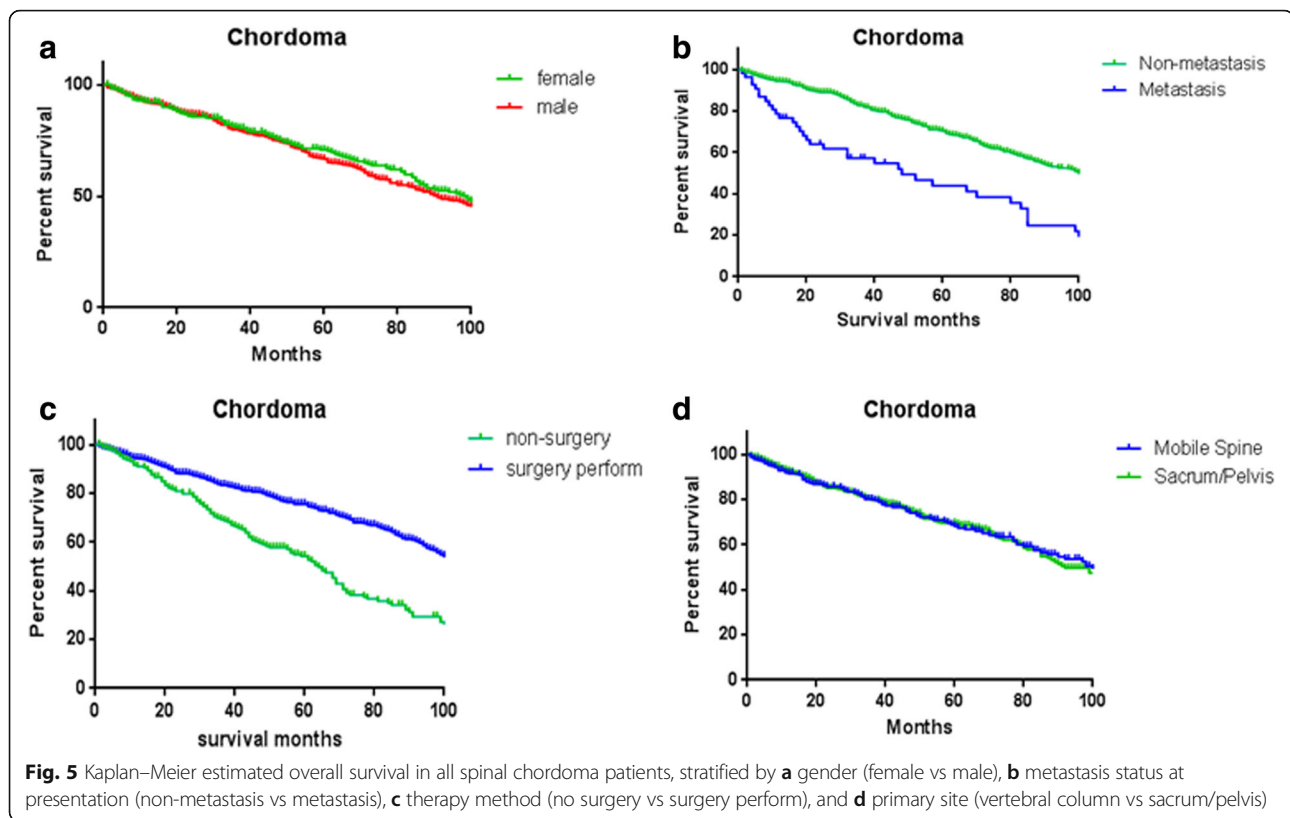 a
Chordoma
female
male
Percent survival
100
50
0
0 20 40 60 80 100
Months
b
Chordoma
Non-metastasis
Metastasis
Percent survival
100
80
60
40
20
0
0 20 40 60 80 100
Survival months
c
Chordoma
non-surgery
surgery perform
Percent survival
100
80
60
40
20
0
0 20 40 60 80 100
survival months
d
Chordoma
Mobile Spine
Sacrum/Pelvis
Percent survival
100
80
60
40
20
0
0 20 40 60 80 100
Months
Fig. 5 Kaplan–Meier estimated overall survival in all spinal chordoma patients, stratified by a gender (female vs male), b metastasis status at
presentation (non-metastasis vs metastasis), c therapy method (no surgery vs surgery perform), and d primary site (vertebral column vs sacrum/pelvis)